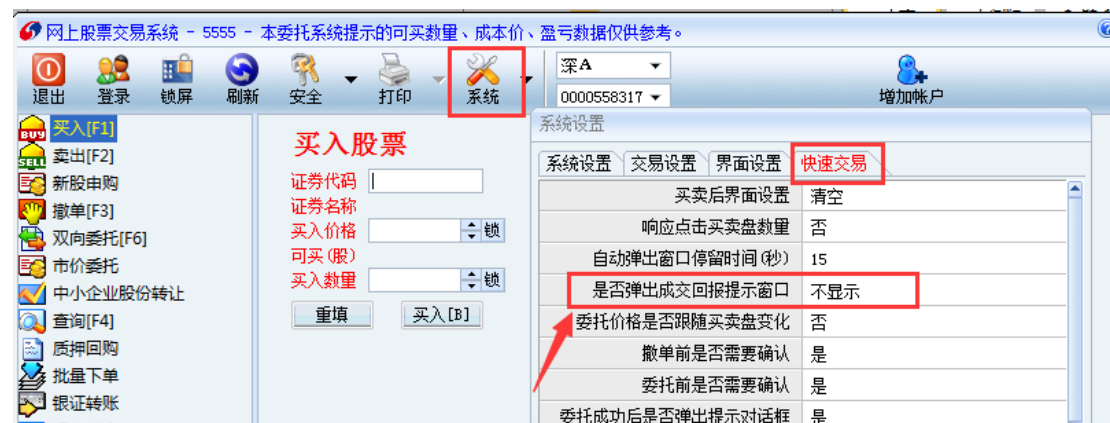 网上股票交易系统 - 5555 - 本委托系统提示的可买数量、成本价、盈亏数据仅供参考。
退出 登录 锁屏 刷新 安全 打印 系统 深A
0000558317 增加帐户
买入[F1]
卖出[F2]
新股申购
撤单[F3]
双向委托[F6]
市价委托
中小企业股份转让
查询[F4]
质押回购
批量下单
银证转账
买入股票
证券代码
证券名称
买入价格 锁
可买(股)
买入数量 锁
重填 买入[B]
系统设置
系统设置 交易设置 界面设置 快速交易
买卖后界面设置 清空
响应点击买卖盘数量 否
自动弹出窗口停留时间(秒) 15
是否弹出成交回报提示窗口 不显示
委托价格是否跟随买卖盘变化 否
撤单前是否需要确认 是
委托前是否需要确认 是
委托成功后是否弹出提示对话框 是